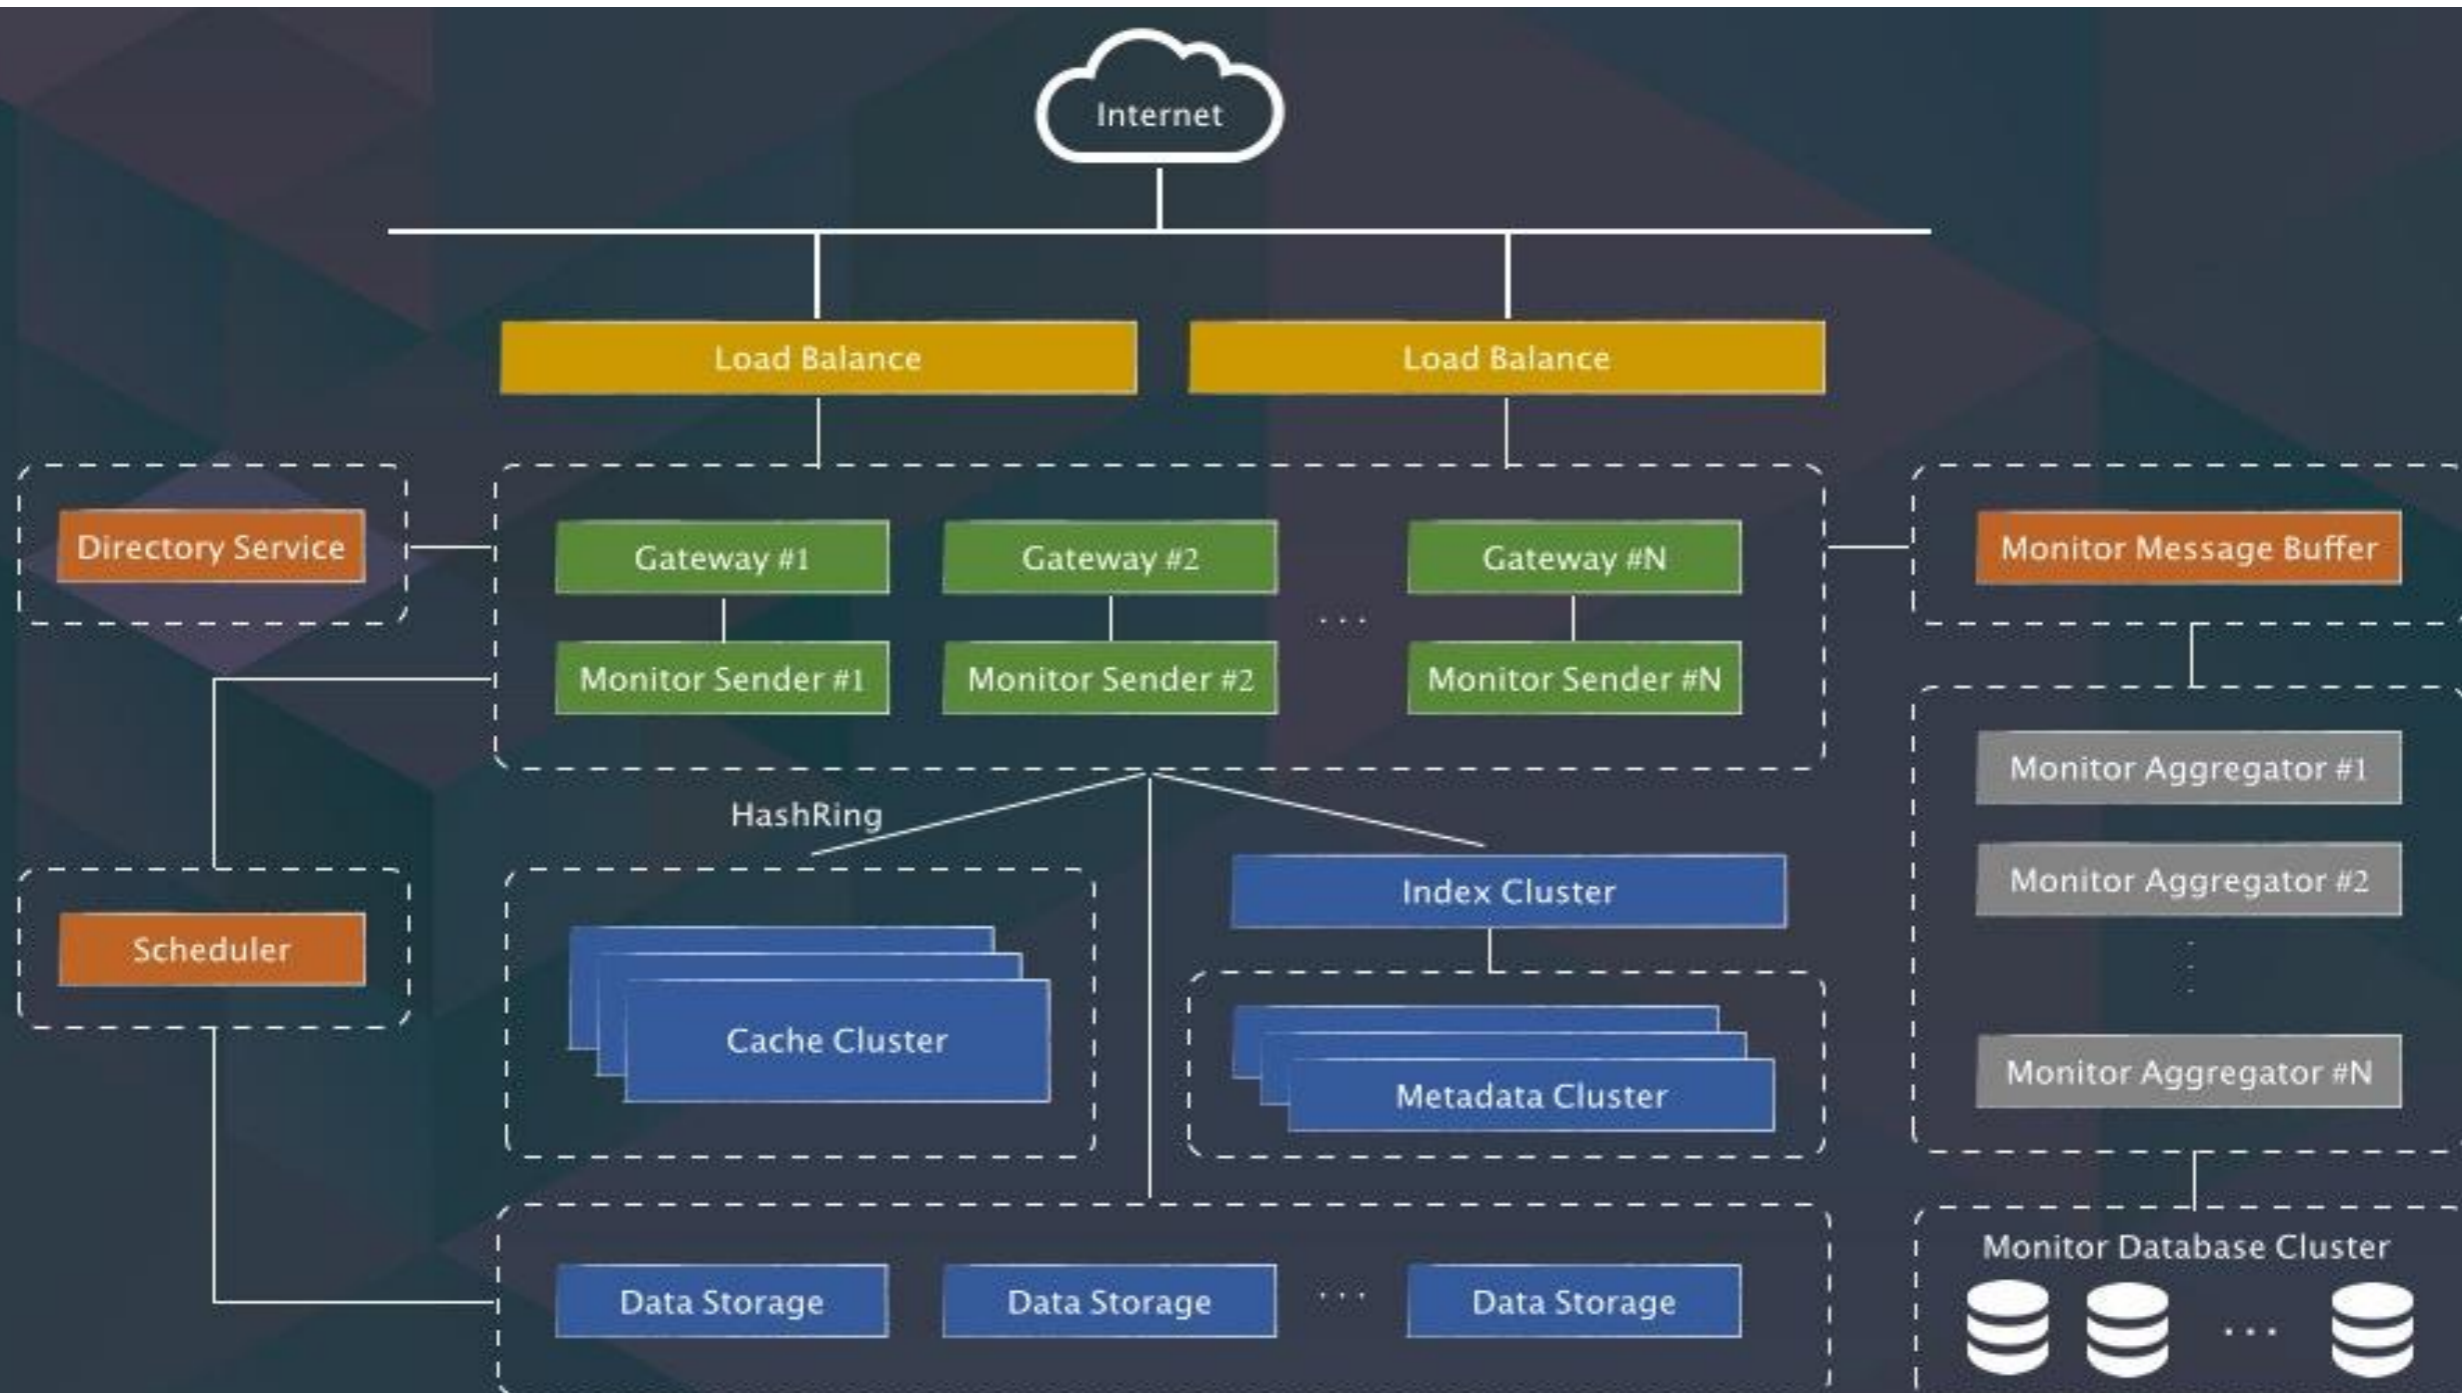 Internet
Load Balance
Load Balance
Directory Service
Gateway #1
Gateway #2
Gateway #N
Monitor Message Buffer
...
Monitor Sender #1
Monitor Sender #2
Monitor Sender #N
HashRing
Monitor Aggregator #1
Index Cluster
Monitor Aggregator #2
Scheduler
Cache Cluster
Metadata Cluster
Monitor Aggregator #N
Monitor Database Cluster
Data Storage
Data Storage
...
Data Storage
...